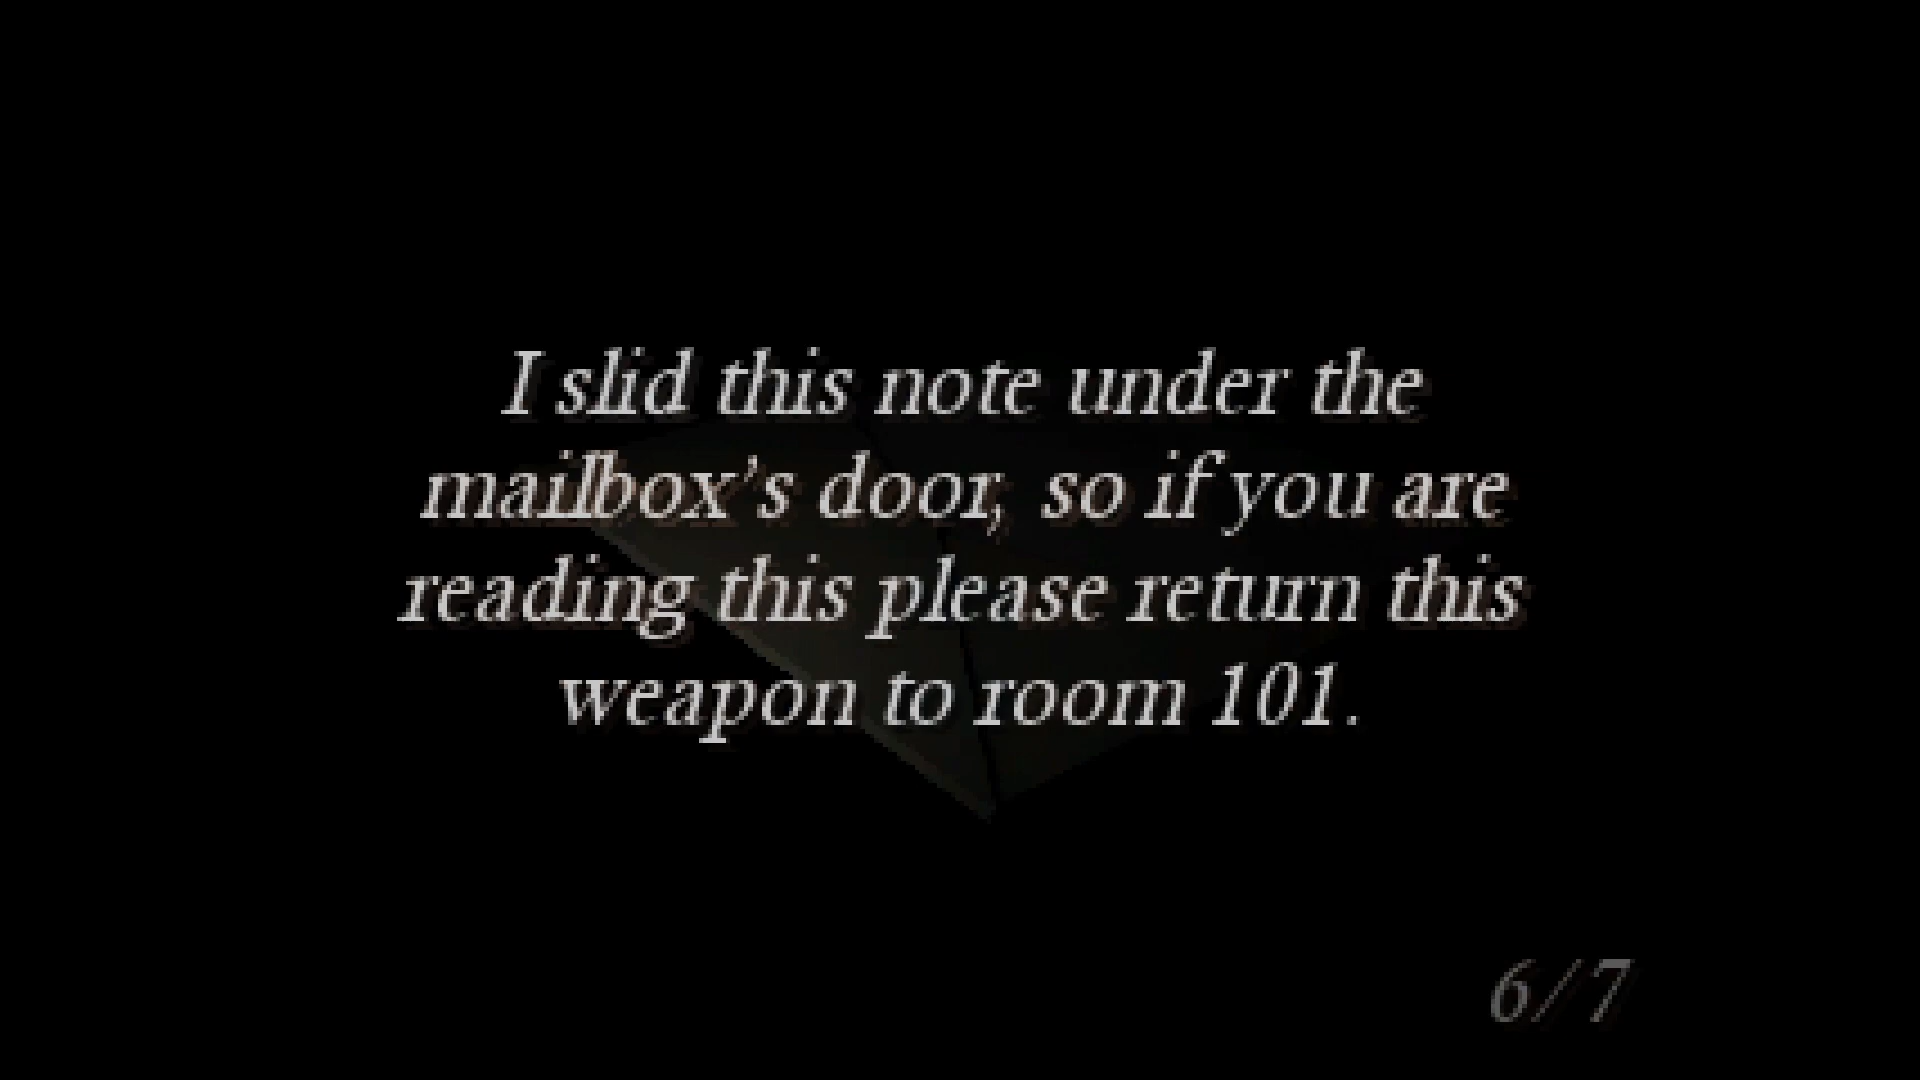 I slid this note under the
mailbox's door, so if you are
reading this please return this
weapon to room 101.
6/7